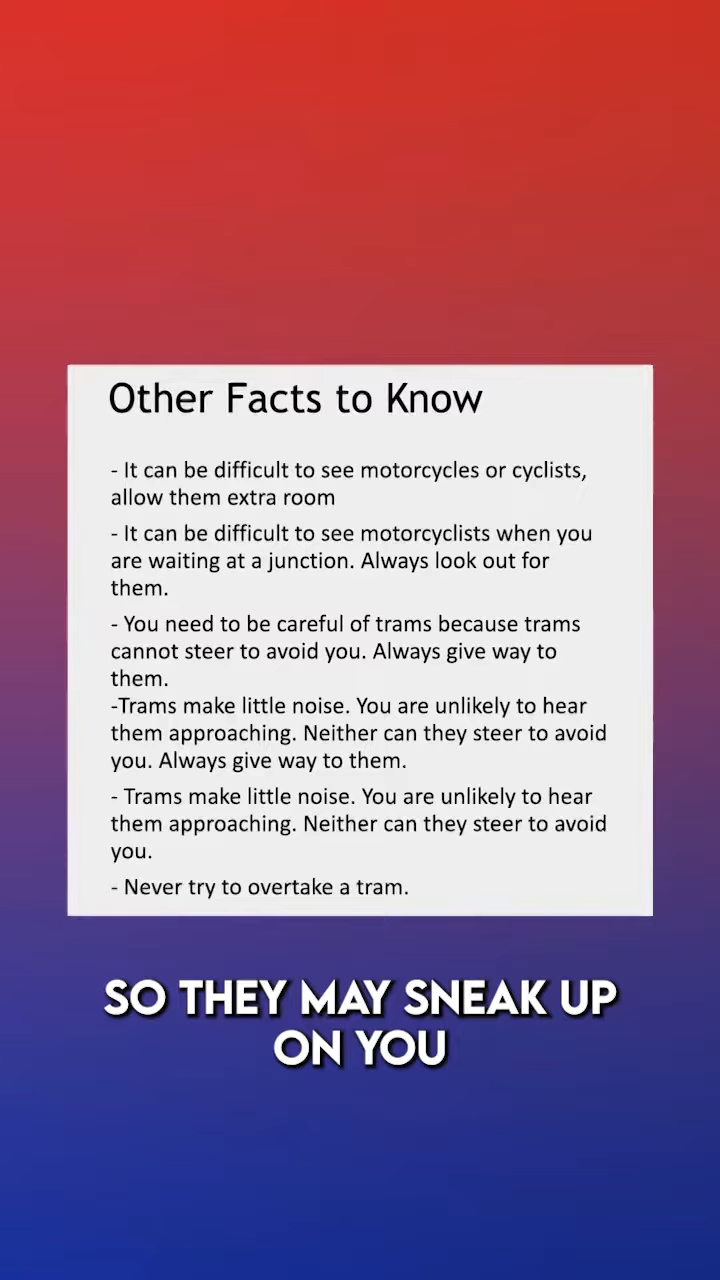 Other Facts to Know
- It can be difficult to see motorcycles or cyclists,
allow them extra room
- It can be difficult to see motorcyclists when you
are waiting at a junction. Always look out for
them.
- You need to be careful of trams because trams
cannot steer to avoid you. Always give way to
them.
-Trams make little noise. You are unlikely to hear
them approaching. Neither can they steer to avoid
you. Always give way to them.
- Trams make little noise. You are unlikely to hear
them approaching. Neither can they steer to avoid
you.
- Never try to overtake a tram.
SO THEY MAY SNEAK UP
ON YOU